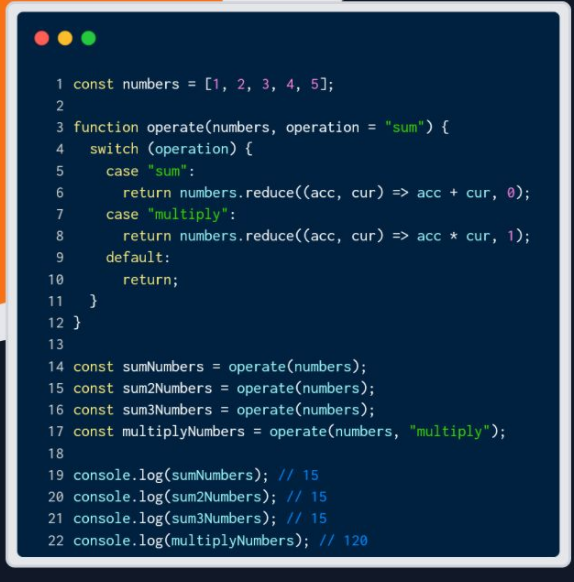 1 const numbers = [1, 2, 3, 4, 5];
2
3 function operate(numbers, operation = "sum") {
4   switch (operation) {
5     case "sum":
6       return numbers.reduce((acc, cur) => acc + cur, 0);
7     case "multiply":
8       return numbers.reduce((acc, cur) => acc * cur, 1);
9     default:
10       return;
11   }
12 }
13
14 const sumNumbers = operate(numbers);
15 const sum2Numbers = operate(numbers);
16 const sum3Numbers = operate(numbers);
17 const multiplyNumbers = operate(numbers, "multiply");
18
19 console.log(sumNumbers); // 15
20 console.log(sum2Numbers); // 15
21 console.log(sum3Numbers); // 15
22 console.log(multiplyNumbers); // 120